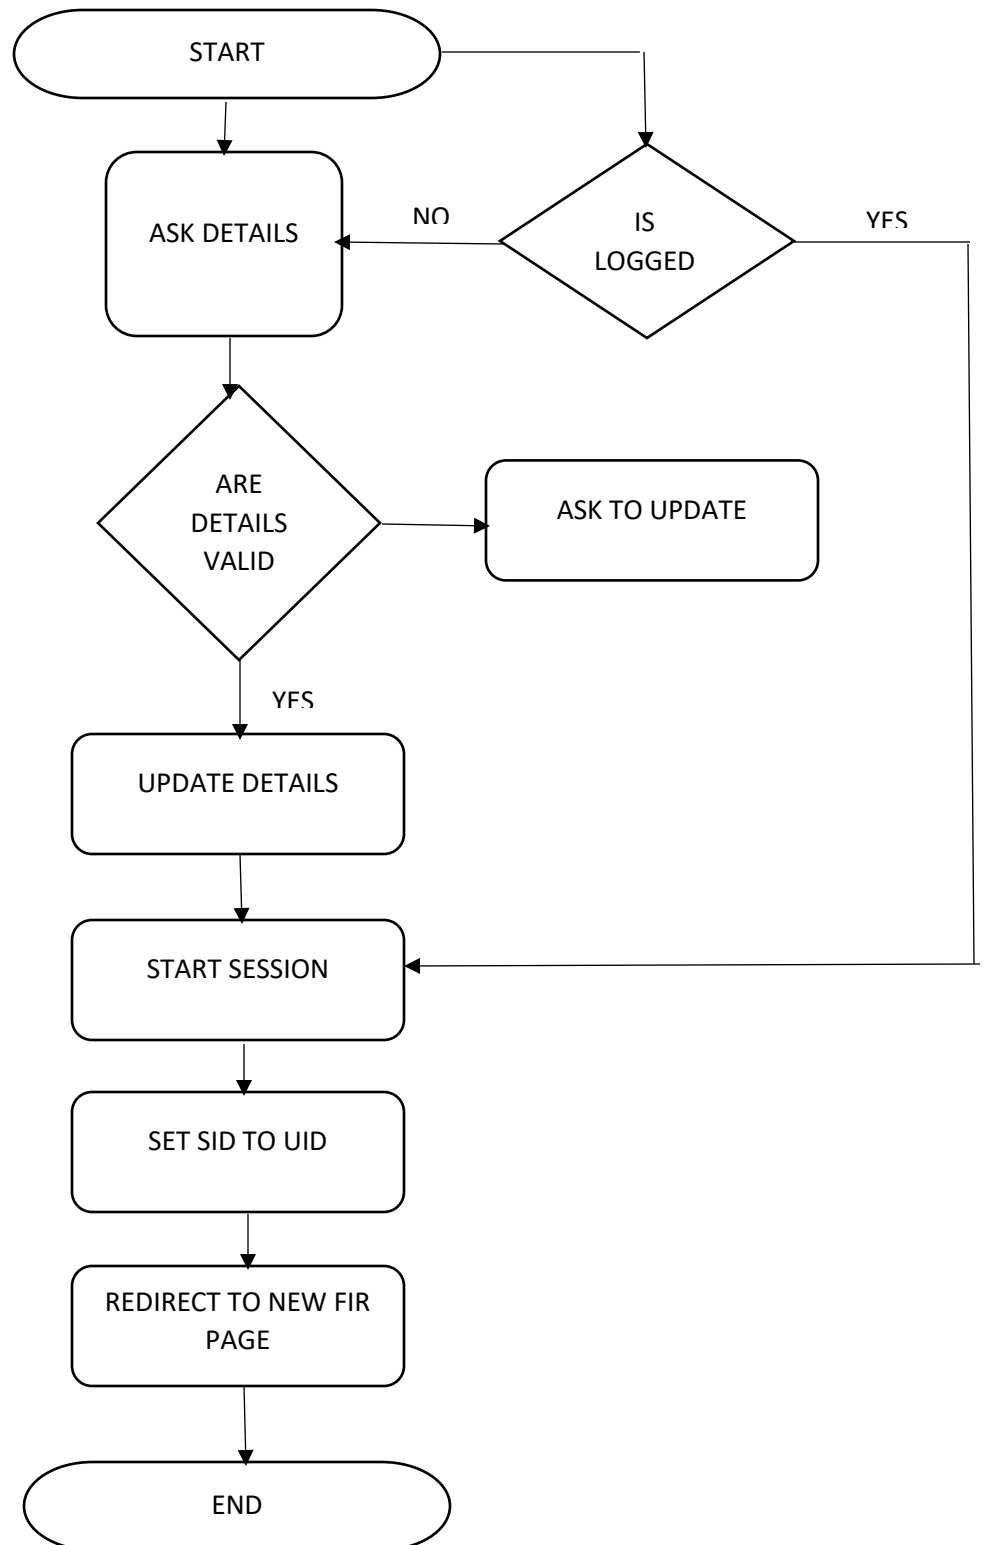 START
ASK DETAILS
NO
IS
LOGGED
YES
ARE
DETAILS
VALID
ASK TO UPDATE
YES
UPDATE DETAILS
START SESSION
SET SID TO UID
REDIRECT TO NEW FIR
PAGE
END